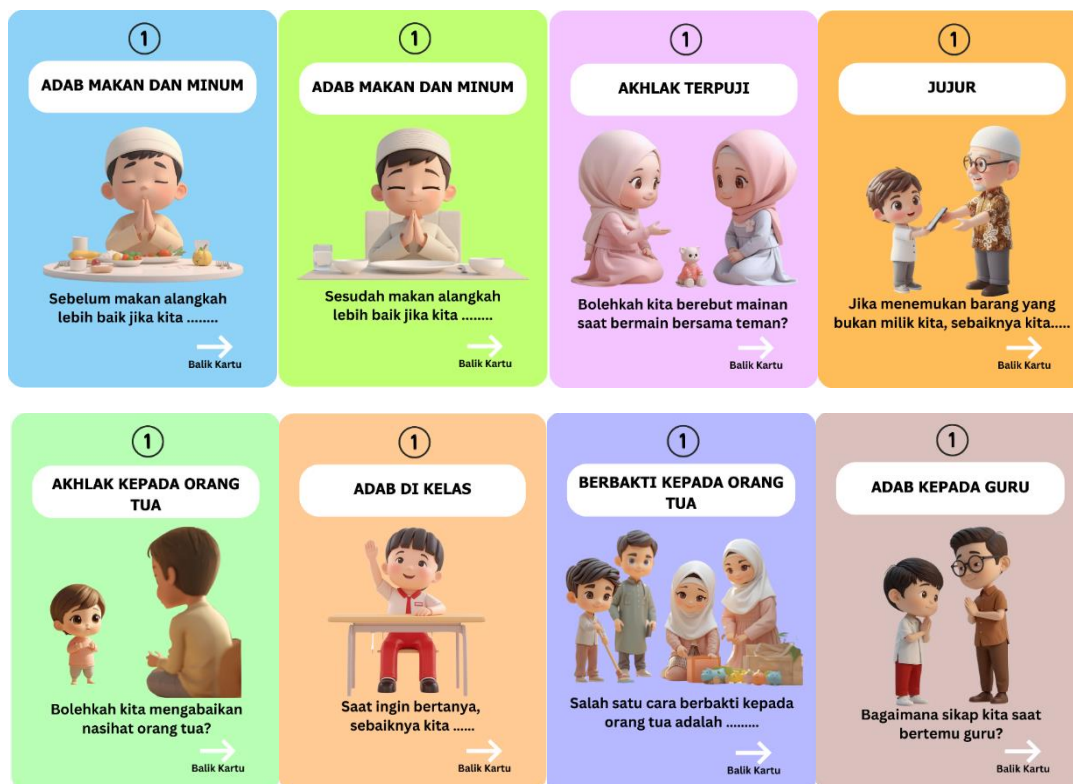 1
ADAB MAKAN DAN MINUM
Sebelum makan alangkah
lebih baik jika kita ........
Balik Kartu
1
ADAB MAKAN DAN MINUM
Sesudah makan alangkah
lebih baik jika kita ........
Balik Kartu
1
AKHLAK TERPUJI
Bolehkah kita berebut mainan
saat bermain bersama teman?
Balik Kartu
1
JUJUR
Jika menemukan barang yang
bukan milik kita, sebaiknya kita.....
Balik Kartu
1
AKHLAK KEPADA ORANG
TUA
Bolehkah kita mengabaikan
nasihat orang tua?
Balik Kartu
1
ADAB DI KELAS
Saat ingin bertanya,
sebaiknya kita ......
Balik Kartu
1
BERBAKTI KEPADA ORANG
TUA
Salah satu cara berbakti kepada
orang tua adalah .........
Balik Kartu
1
ADAB KEPADA GURU
Bagaimana sikap kita saat
bertemu guru?
Balik Kartu